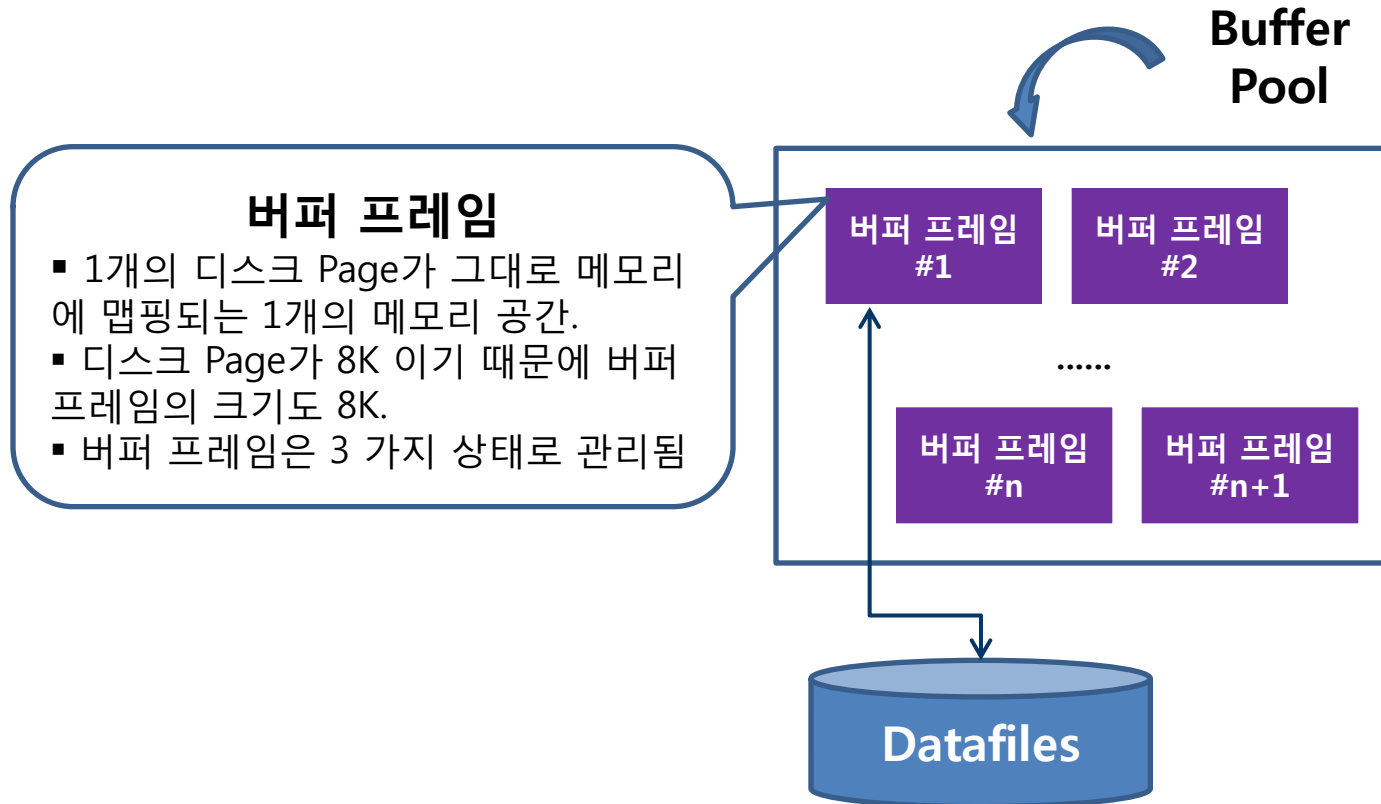 Buffer
Pool
버퍼 프레임
▪ 1개의 디스크 Page가 그대로 메모리
에 맵핑되는 1개의 메모리 공간.
▪ 디스크 Page가 8K 이기 때문에 버퍼
프레임의 크기도 8K.
▪ 버퍼 프레임은 3 가지 상태로 관리됨
버퍼 프레임
#1
버퍼 프레임
#2
......
버퍼 프레임
#n
버퍼 프레임
#n+1
Datafiles